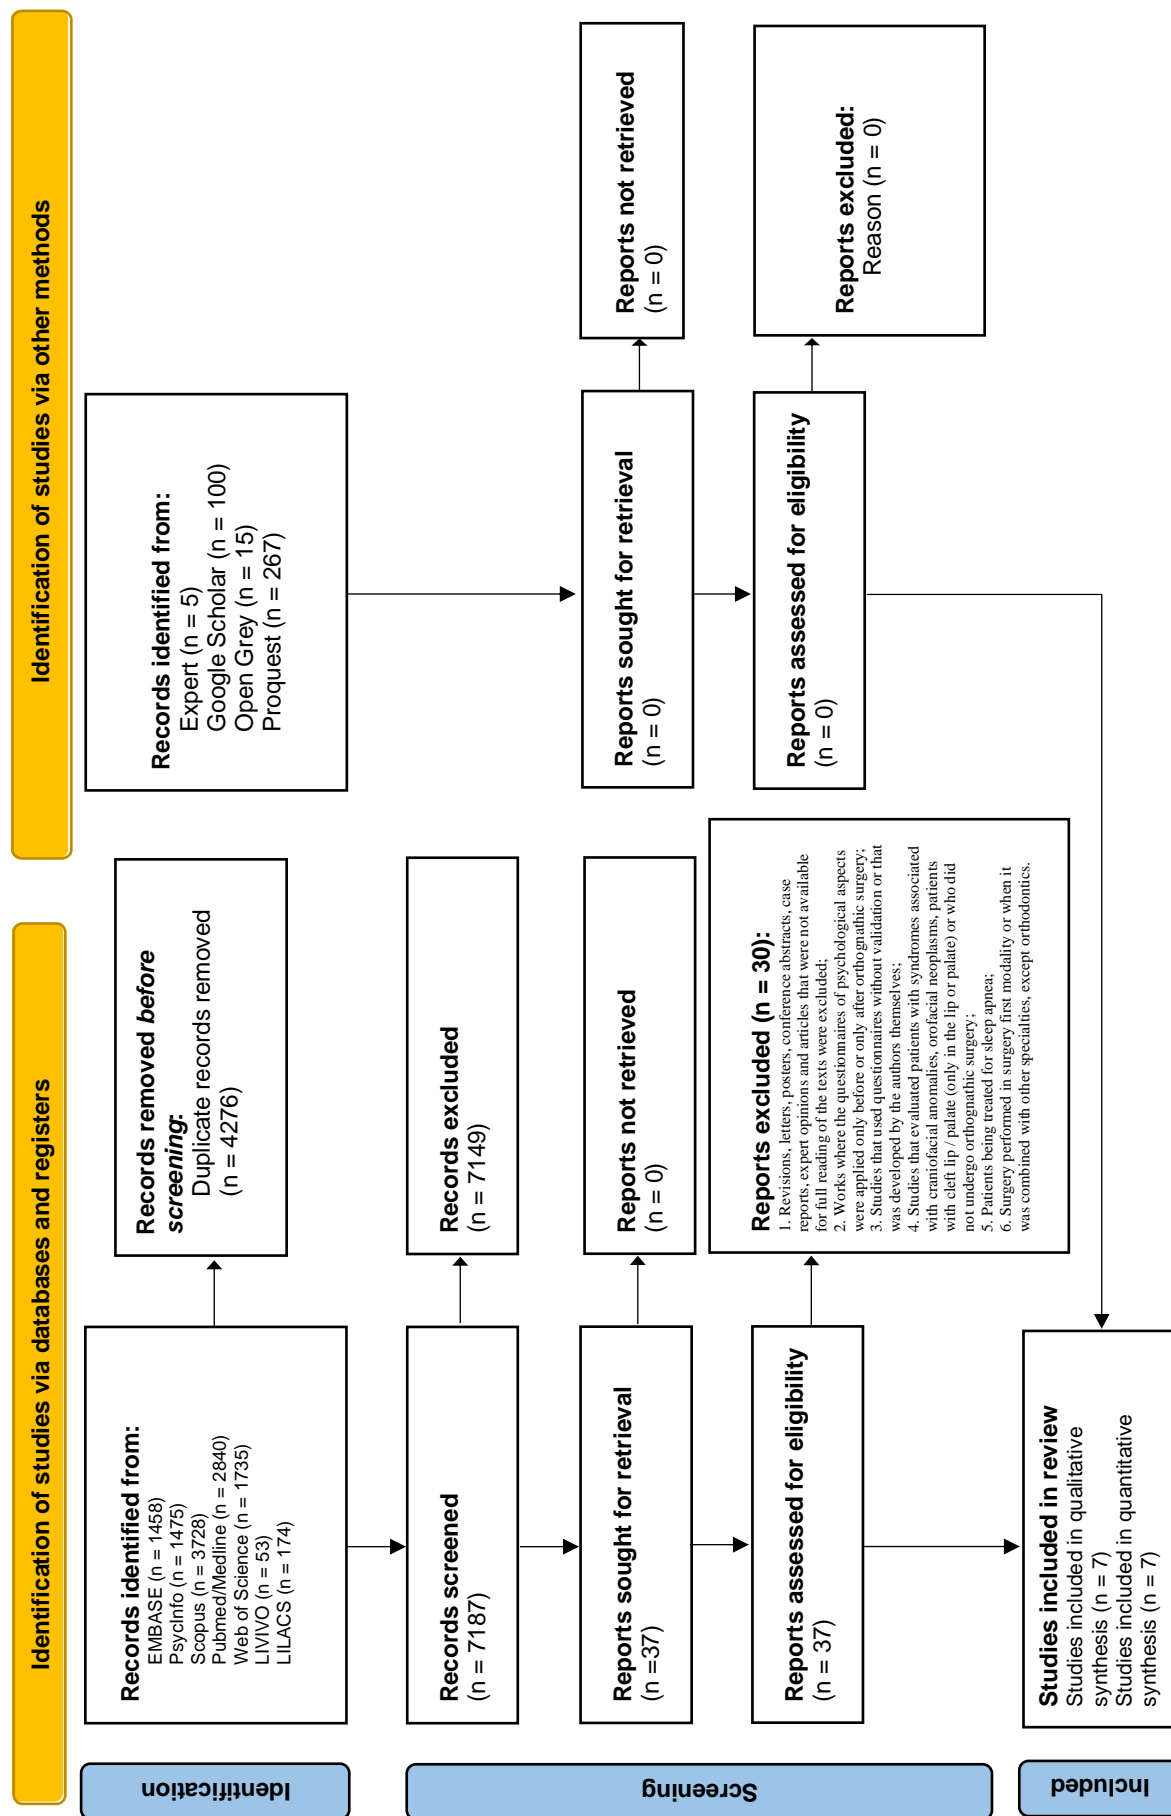 Identification of studies via databases and registers
Identification of studies via other methods
Identification
Records identified from:
EMBASE (n = 1458)
PsycInfo (n = 1475)
Scopus (n = 3728)
Pubmed/Medline (n = 2840)
Web of Science (n = 1735)
LIVIVO (n = 53)
LILACS (n = 174)
Records removed before
screening:
Duplicate records removed
(n = 4276)
Records identified from:
Expert (n = 5)
Google Scholar (n = 100)
Open Grey (n = 15)
Proquest (n = 267)
Screening
Records screened
(n = 7187)
Records excluded
(n = 7149)
Reports sought for retrieval
(n =37)
Reports not retrieved
(n = 0)
Reports sought for retrieval
(n = 0)
Reports not retrieved
(n = 0)
Reports assessed for eligibility
(n = 37)
Reports excluded (n = 30):
1. Revisions, letters, posters, conference abstracts, case
reports, expert opinions and articles that were not available
for full reading of the texts were excluded;
2. Works where the questionnaires of psychological aspects
were applied only before or only after orthognathic surgery;
3. Studies that used questionnaires without validation or that
was developed by the authors themselves;
4. Studies that evaluated patients with syndromes associated
with craniofacial anomalies, orofacial neoplasms, patients
with cleft lip / palate (only in the lip or palate) or who did
not undergo orthognathic surgery;
5. Patients being treated for sleep apnea;
6. Surgery performed in surgery first modality or when it
was combined with other specialties, except orthodontics.
Reports assessed for eligibility
(n = 0)
Reports excluded:
Reason (n = 0)
Included
Studies included in review
Studies included in qualitative
synthesis (n = 7)
Studies included in quantitative
synthesis (n = 7)